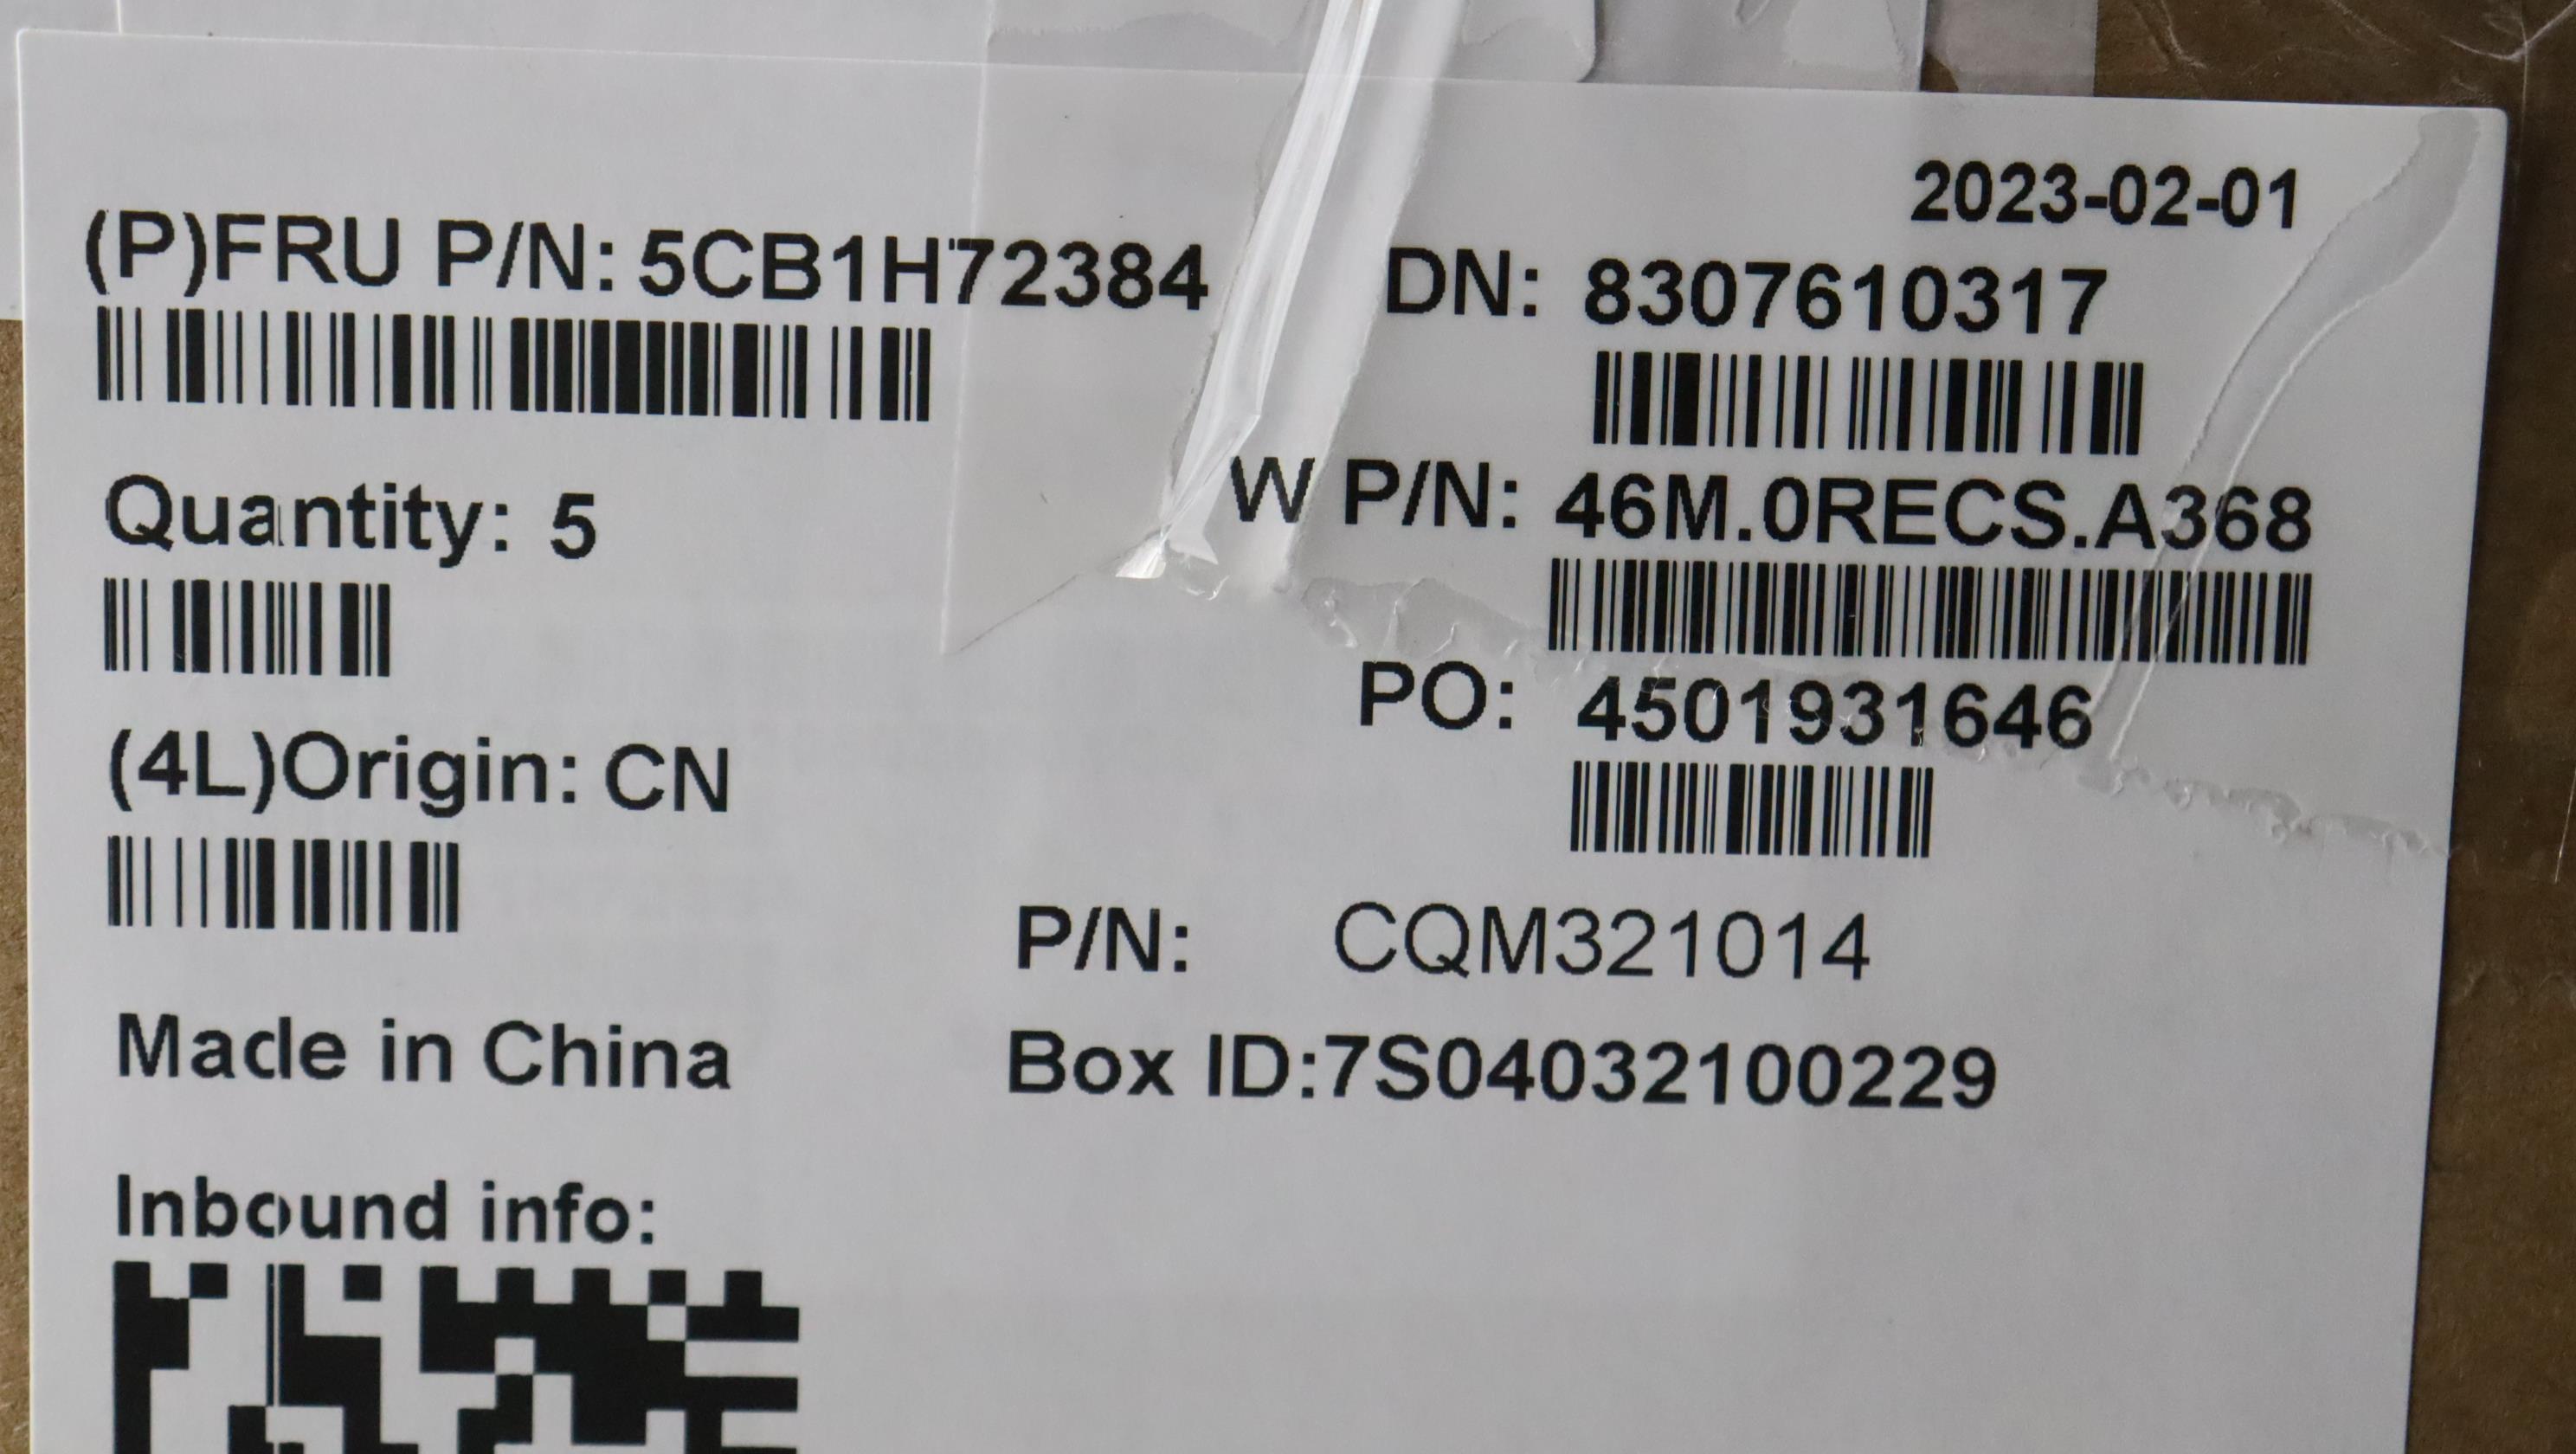 2023-02-01
(P)FRU P/N: 5CB1H72384
DN: 8307610317
Quantity: 5
W P/N: 46M.0RECS.A368
PO: 4501931646
(4L)Origin: CN
P/N: CQM321014
Made in China
Box ID:7S04032100229
Inbound info: